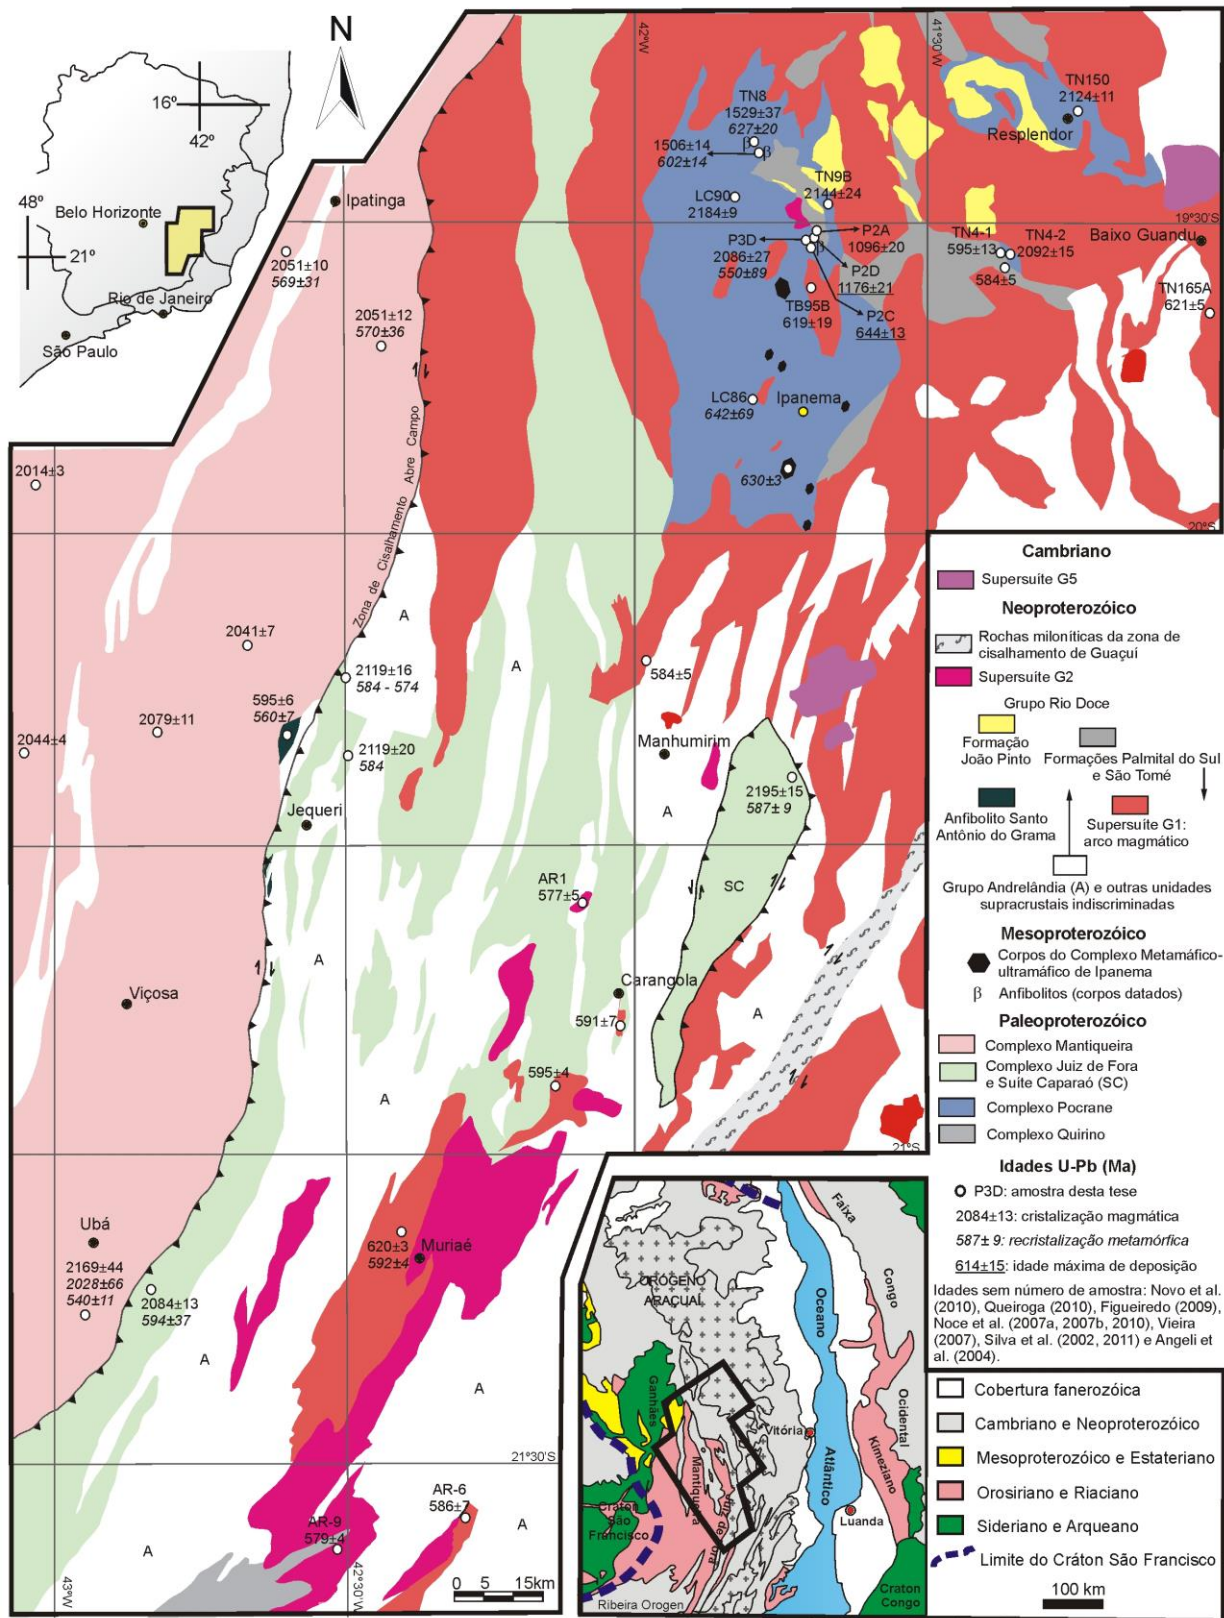 N
16º
42º
48º
Belo Horizonte
21º
Rio de Janeiro
São Paulo
42ºW
41º30'W
TN8
1529±37
627±20
1506±14
602±14
β
β
TN150
2124±11
Resplendor
Ipatinga
LC90
2184±9
TN9B
2144±24
19º30'S
2051±10
569±31
P3D
2086±27
550±89
β
P2A
1096±20
P2D
1176±21
TN4-1
595±13
TN4-2
2092±15
584±5
Baixo Guandu
TN165A
621±5
TB95B
619±19
P2C
644±13
2051±12
570±36
LC86
642±69
Ipanema
Zona de Cisalhamento Abre Campo
2014±3
630±3
20ºS
A
2041±7
A
2119±16
584 - 574
584±5
595±6
560±7
2079±11
2044±4
2119±20
584
Manhumirim
2195±15
587± 9
Jequeri
A
A
AR1
577±5
SC
A
Viçosa
Carangola
A
591±7
595±4
A
21ºS
Ubá
2169±44
2028±66
540±11
620±3
592±4
Muriaé
2084±13
594±37
A
A
21º30'S
AR-6
586±7
AR-9
579±4
A
A
43ºW
42º30'W
0 5 15km
Cambriano
Supersuite G5
Neoproterozóico
Rochas miloníticas da zona de
cisalhamento de Guaçuí
Supersuite G2
Grupo Rio Doce
Formação
João Pinto
Formações Palmital do Sul
e São Tomé
Anfibolito Santo
Antônio do Grama
Supersuite G1:
arco magmático
Grupo Andrelândia (A) e outras unidades
supracrustais indiscriminadas
Mesoproterozóico
Corpos do Complexo Metamáfico-
ultramáfico de Ipanema
β Anfibolitos (corpos datados)
Paleoproterozóico
Complexo Mantiqueira
Complexo Juiz de Fora
e Suite Caparaó (SC)
Complexo Pocrane
Complexo Quirino
Idades U-Pb (Ma)
P3D: amostra desta tese
2084±13: cristalização magmática
587± 9: recristalização metamórfica
614±15: idade máxima de deposição
Idades sem número de amostra: Novo et al.
(2010), Queiroga (2010), Figueiredo (2009),
Noce et al. (2007a, 2007b, 2010), Vieira
(2007), Silva et al. (2002, 2011) e Angeli et
al. (2004).
Cobertura fanerozóica
Cambriano e Neoproterozóico
Mesoproterozóico e Estateriano
Orosiriano e Riaciano
Sideriano e Arqueano
Limite do Cráton São Francisco
100 km
OROGENO
ARAÇUAÍ
Faixa
Congo
Ocidental
Kimeziano
Oceano
Atlântico
Ganhães
Vitória
Mantiqueira
Juiz de Fora
Cráton
São
Francisco
Luanda
Craton
Congo
Ribeira Orogen